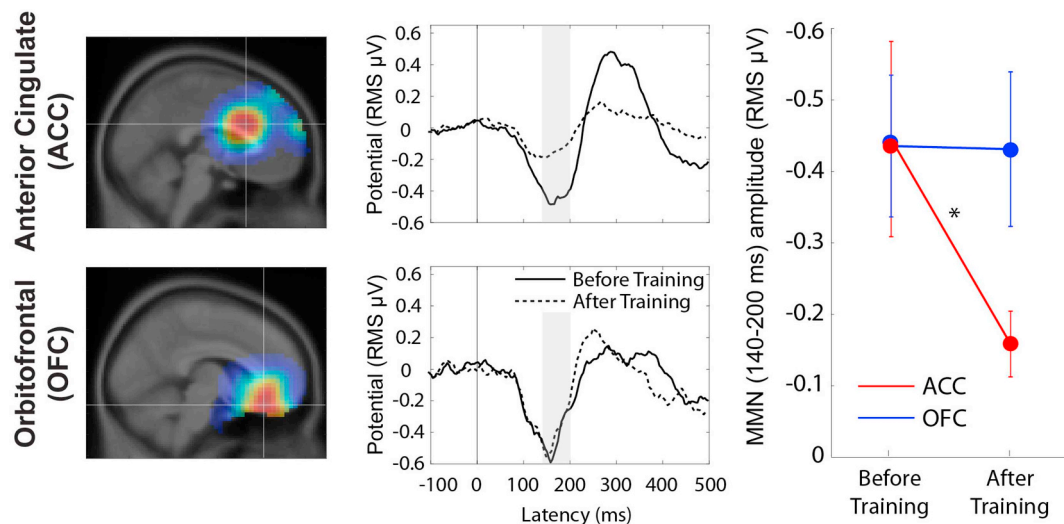 Anterior Cingulate
(ACC)
Orbitofrontal
(OFC)
Potential (RMS µV)
0.6
0.4
0.2
0
-0.2
-0.4
-0.6
Potential (RMS µV)
0.6
0.4
0.2
0
-0.2
-0.4
-0.6
Before Training
After Training
-100 0 100 200 300 400 500
Latency (ms)
MMN (140-200 ms) amplitude (RMS µV)
-0.6
-0.5
-0.4
-0.3
-0.2
-0.1
0
*
ACC
OFC
Before
Training
After
Training